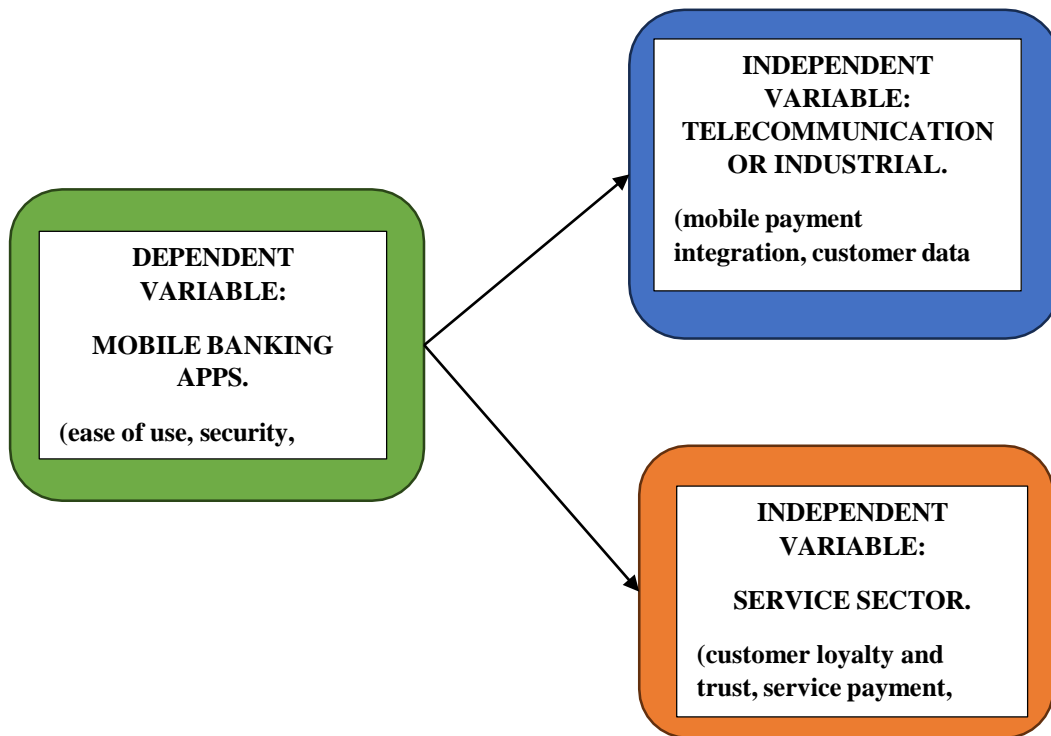 INDEPENDENT
VARIABLE:
TELECOMMUNICATION
OR INDUSTRIAL.
(mobile payment
integration, customer data
DEPENDENT
VARIABLE:
MOBILE BANKING
APPS.
(ease of use, security,
INDEPENDENT
VARIABLE:
SERVICE SECTOR.
(customer loyalty and
trust, service payment,